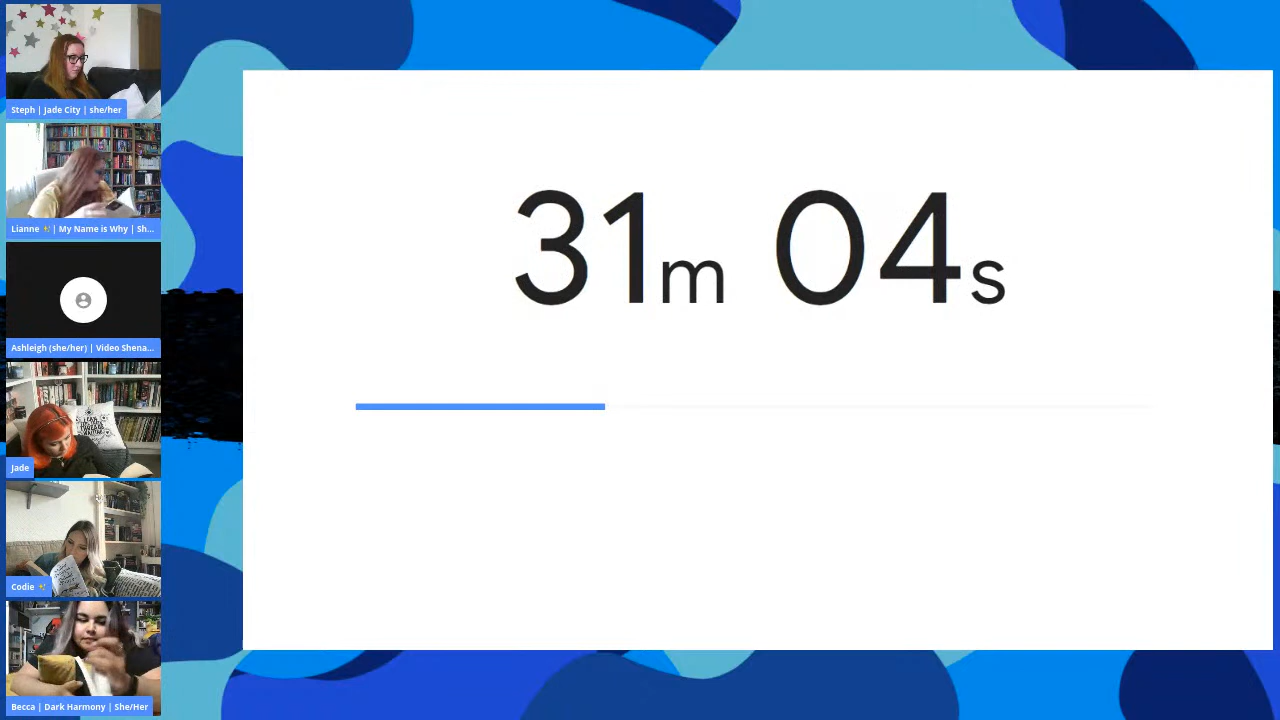 Steph | Jade City | she/her
Lianne ✨ | My Name is Why | Sh...
Ashleigh (she/her) | Video Shena...
Jade
Codie ✨
Becca | Dark Harmony | She/Her
31m 04s